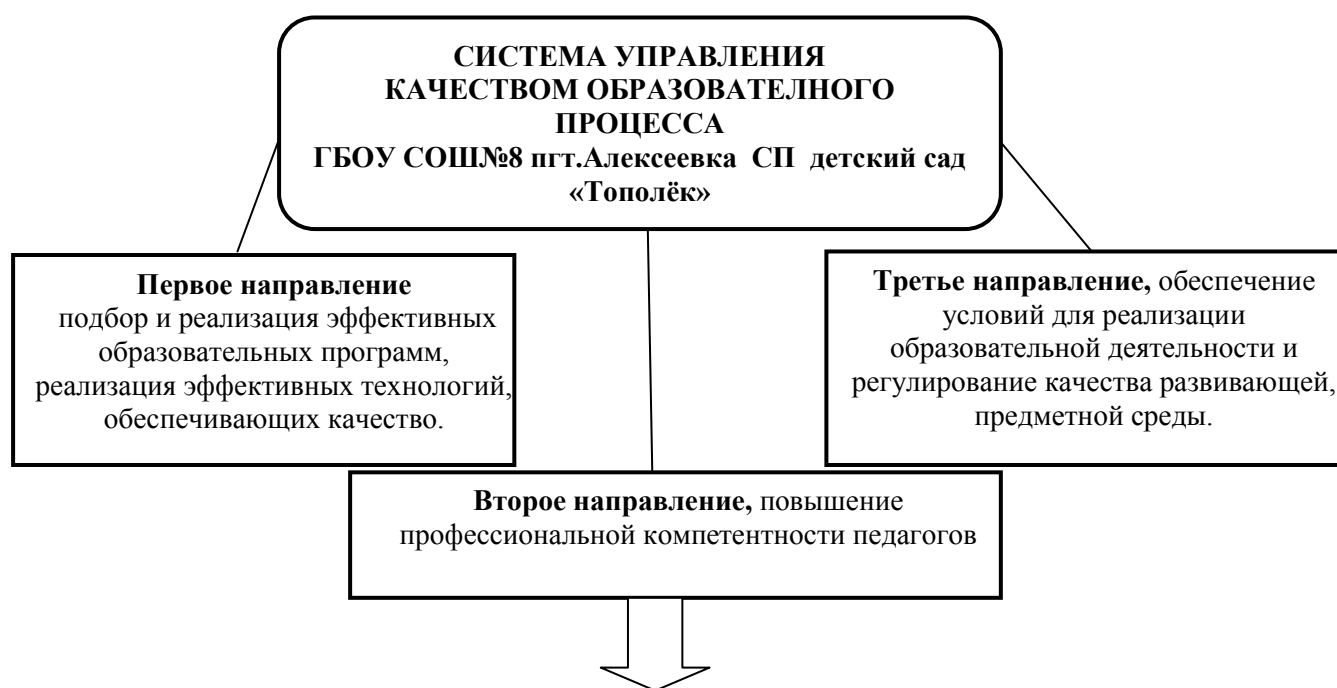 СИСТЕМА УПРАВЛЕНИЯ
КАЧЕСТВОМ ОБРАЗОВАТЕЛНОГО
ПРОЦЕССА
ГБОУ СОШ№8 пгт.Алексеевка СП детский сад
«Тополёк»
Первое направление
подбор и реализация эффективных
образовательных программ,
реализация эффективных технологий,
обеспечивающих качество.
Третье направление, обеспечение
условий для реализации
образовательной деятельности и
регулирование качества развивающей,
предметной среды.
Второе направление, повышение
профессиональной компетентности педагогов